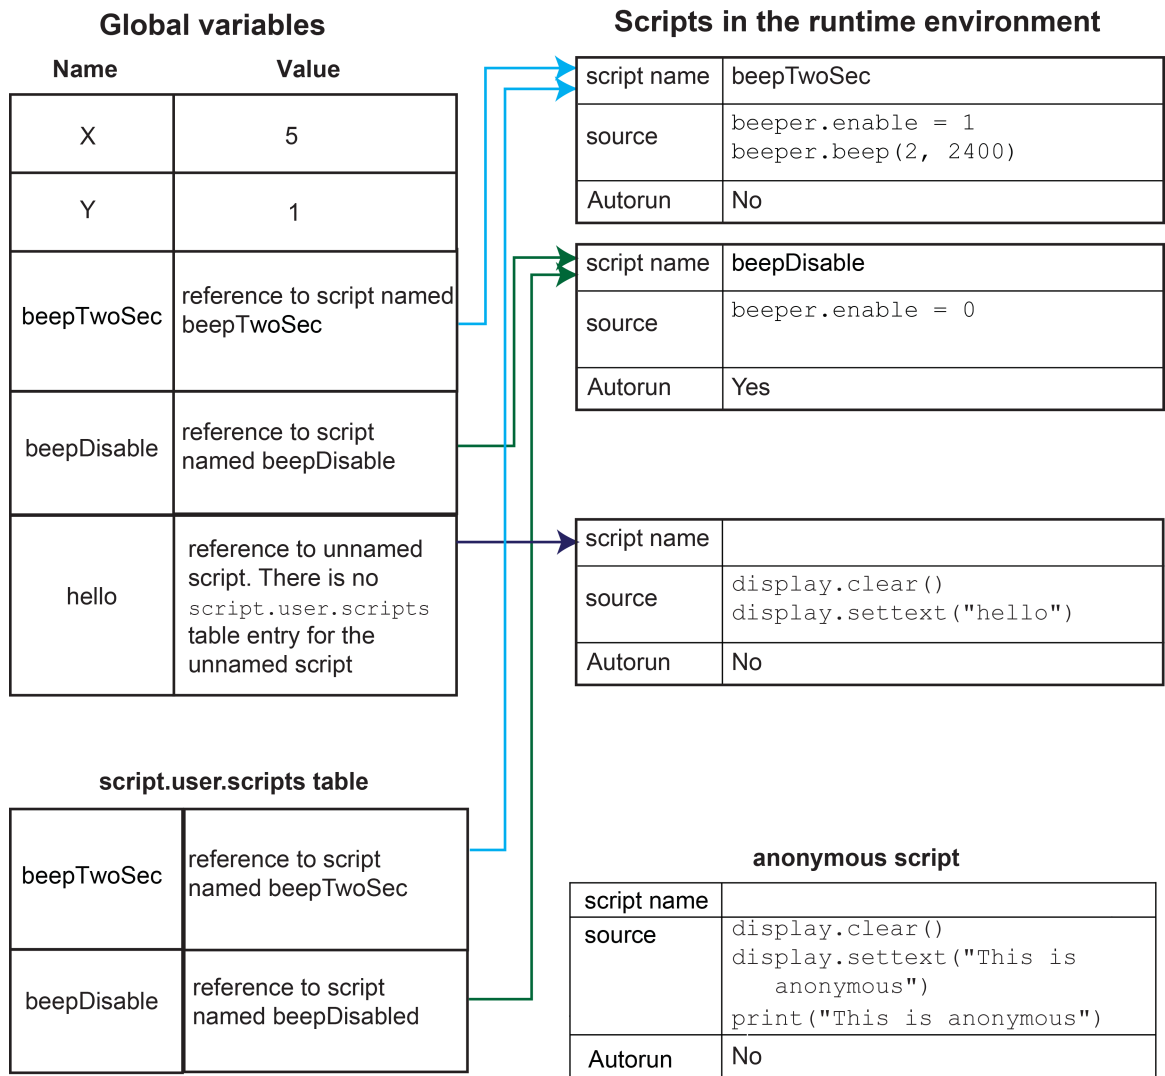 Global variables
Name Value
X 5
Y 1
beepTwoSec
reference to script named
beepTwoSec
beepDisable
reference to script
named beepDisable
hello
reference to unnamed
script. There is no
script.user.scripts
table entry for the
unnamed script
script.user.scripts table
beepTwoSec
reference to script
named beepTwoSec
beepDisable
reference to script
named beepDisabled
Scripts in the runtime environment
script name beepTwoSec
source
beeper.enable = 1
beeper.beep(2, 2400)
Autorun No
script name beepDisable
source
beeper.enable = 0
Autorun Yes
script name
source
display.clear()
display.settext("hello")
Autorun No
anonymous script
script name
source
display.clear()
display.settext("This is
anonymous")
print("This is anonymous")
Autorun No